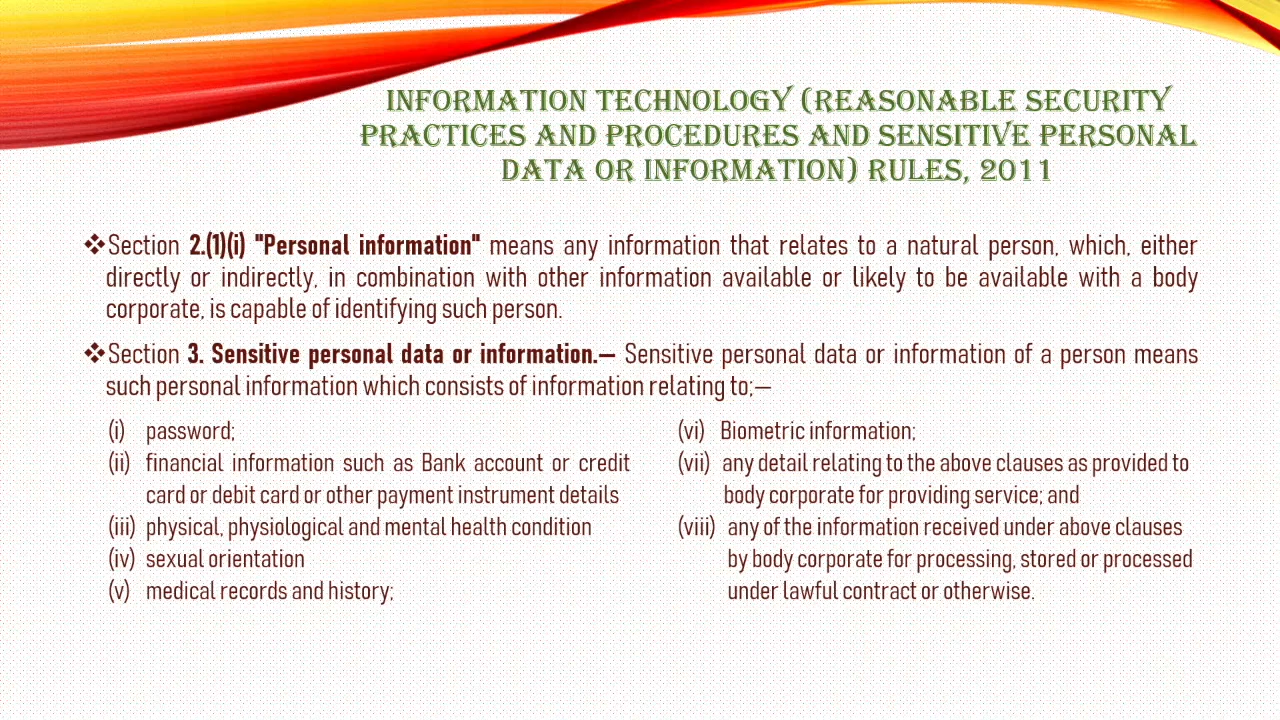 INFORMATION TECHNOLOGY (REASONABLE SECURITY
PRACTICES AND PROCEDURES AND SENSITIVE PERSONAL
DATA OR INFORMATION) RULES, 2011
❖Section 2.(1)(i) "Personal information" means any information that relates to a natural person, which, either
directly or indirectly, in combination with other information available or likely to be available with a body
corporate, is capable of identifying such person.
❖Section 3. Sensitive personal data or information.— Sensitive personal data or information of a person means
such personal information which consists of information relating to;—
(i) password;
(ii) financial information such as Bank account or credit
card or debit card or other payment instrument details
(iii) physical, physiological and mental health condition
(iv) sexual orientation
(v) medical records and history;
(vi) Biometric information;
(vii) any detail relating to the above clauses as provided to
body corporate for providing service; and
(viii) any of the information received under above clauses
by body corporate for processing, stored or processed
under lawful contract or otherwise.